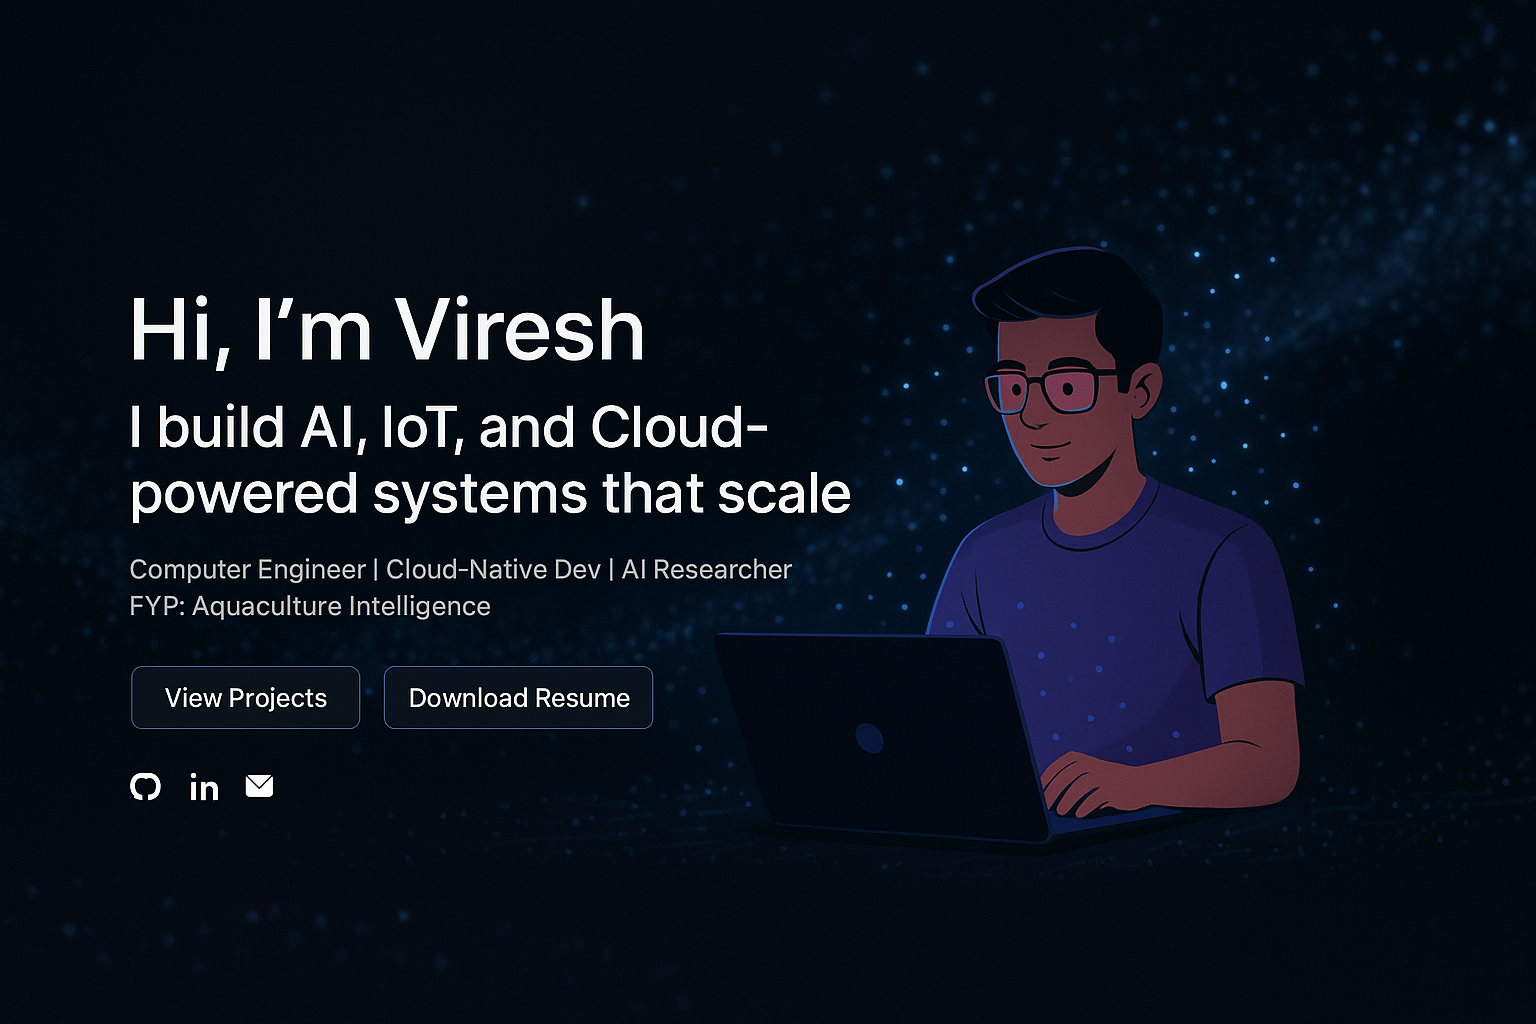 Hi, I’m Viresh
I build AI, IoT, and Cloud-
powered systems that scale
Computer Engineer | Cloud-Native Dev | AI Researcher
FYP: Aquaculture Intelligence
View Projects
Download Resume
in